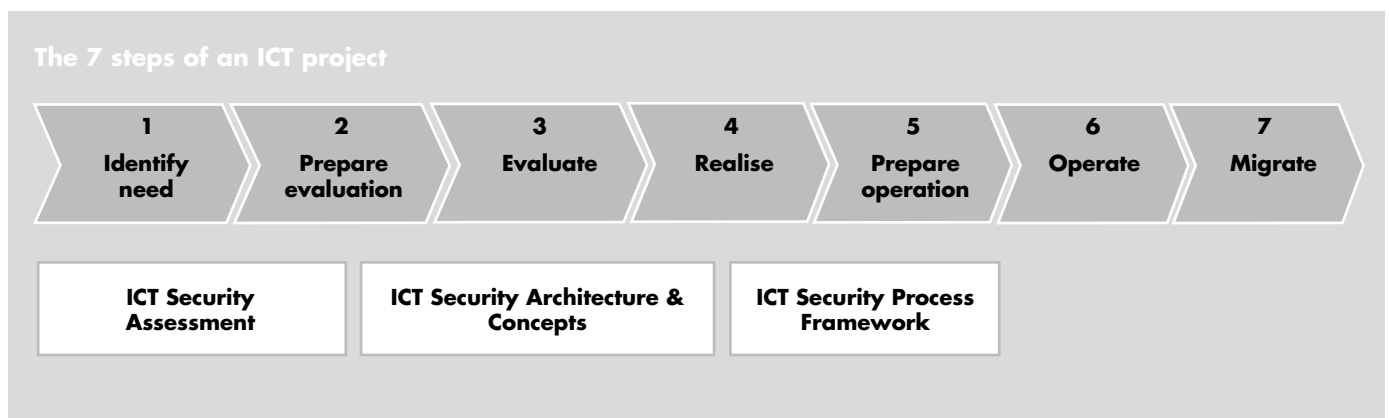 The 7 steps of an ICT project
1
Identify
need
2
Prepare
evaluation
3
Evaluate
4
Realise
5
Prepare
operation
6
Operate
7
Migrate
ICT Security
Assessment
ICT Security Architecture &
Concepts
ICT Security Process
Framework